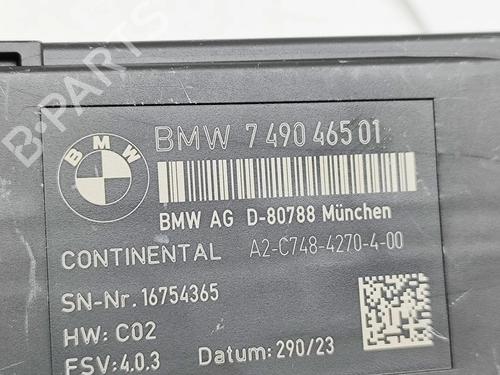 B-PARTS
BMW
BMW 7 490 465 01
BMW AG D-80788 München
CONTINENTAL A2-C748-4270-4-00
SN-Nr. 16754365
HW: C02
FSV: 4.0.3 Datum: 290/23